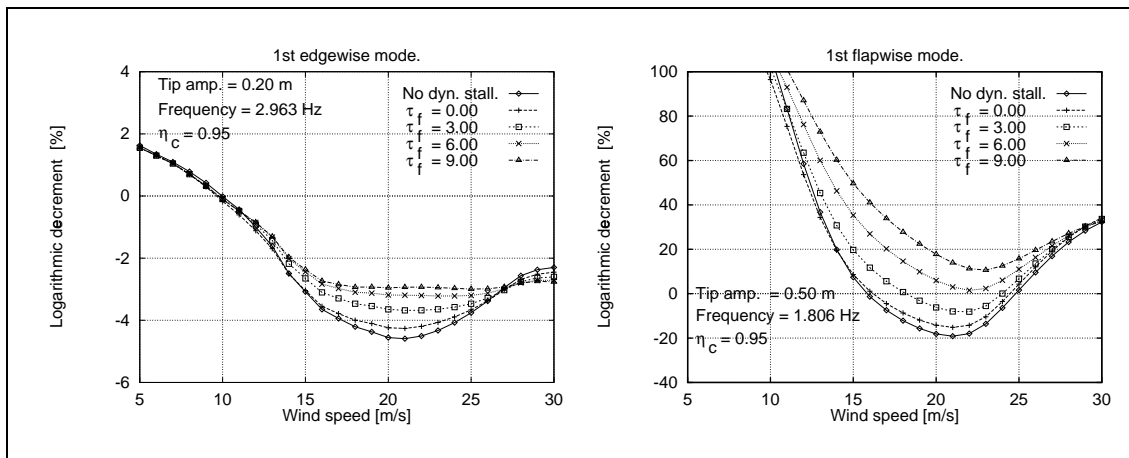 1st edgewise mode.
Logarithmic decrement [%]
4
2
0
-2
-4
-6
Tip amp. = 0.20 m
Frequency = 2.963 Hz
η_c = 0.95
No dyn. stall.
τ_f = 0.00
τ_f = 3.00
τ_f = 6.00
τ_f = 9.00
5 10 15 20 25 30
Wind speed [m/s]
1st flapwise mode.
Logarithmic decrement [%]
100
80
60
40
20
0
-20
-40
No dyn. stall.
τ_f = 0.00
τ_f = 3.00
τ_f = 6.00
τ_f = 9.00
Tip amp. = 0.50 m
Frequency = 1.806 Hz
η_c = 0.95
5 10 15 20 25 30
Wind speed [m/s]